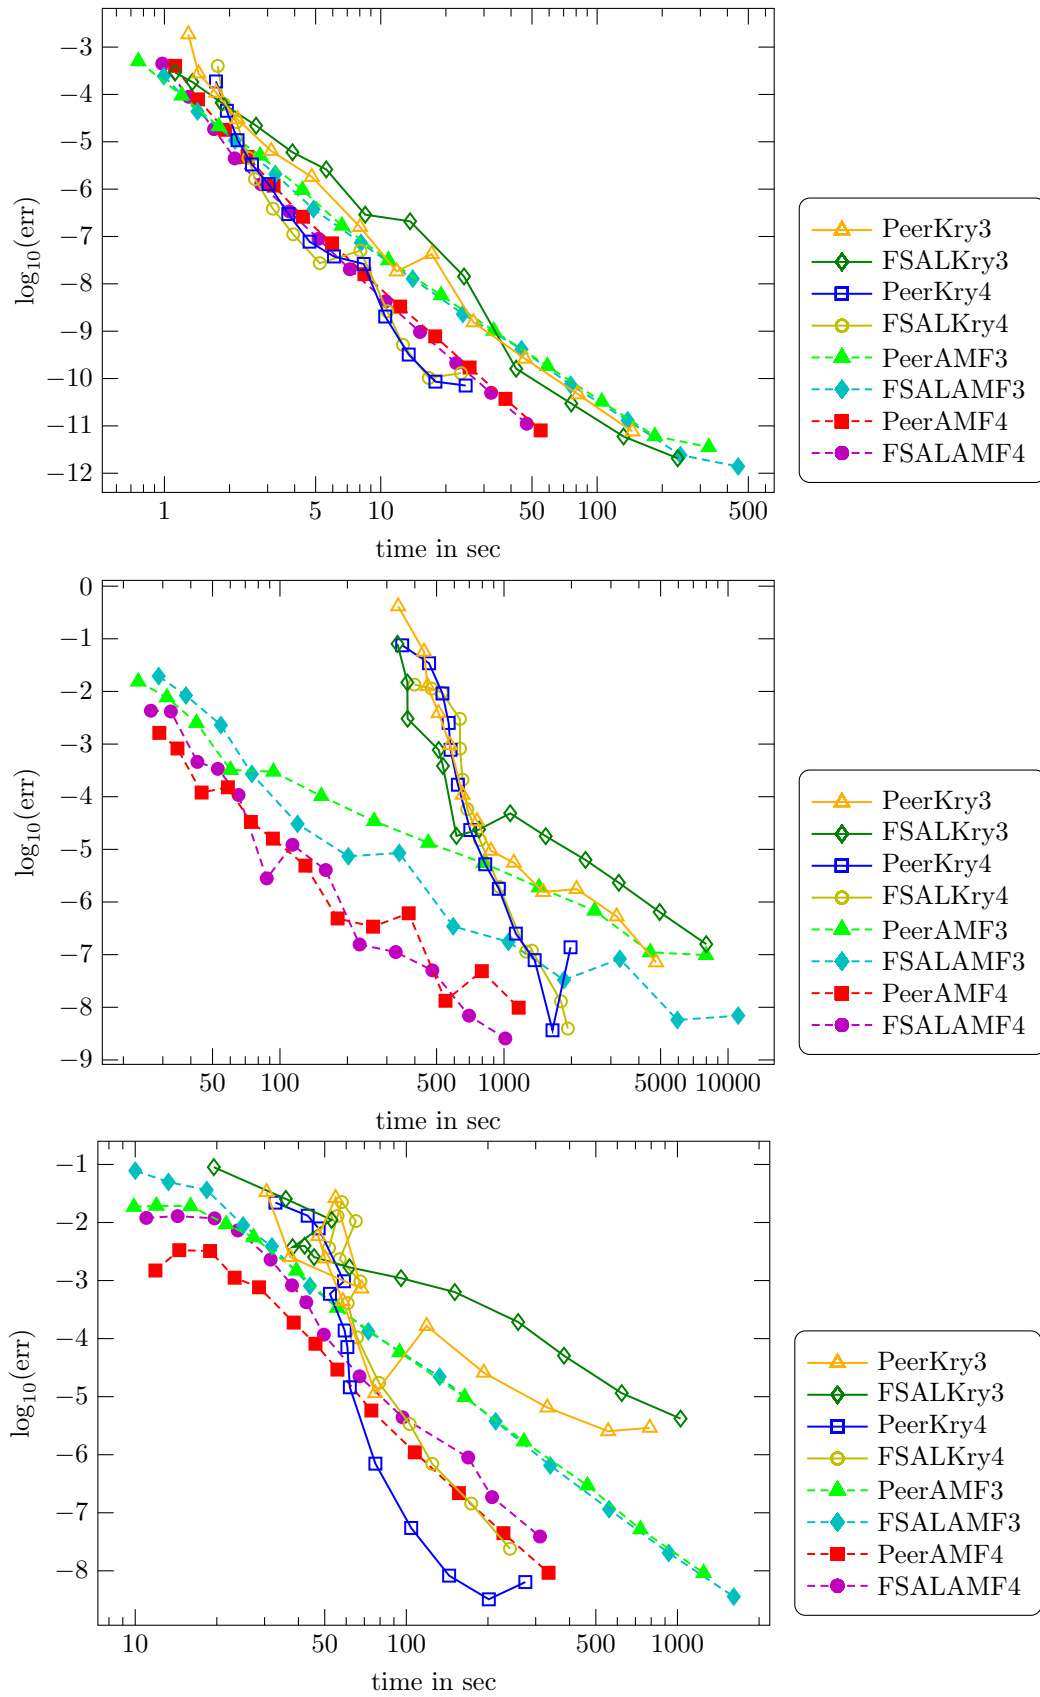 −3
−4
−5
−6
−7
−8
−9
−10
−11
−12
log₁₀(err)
1 5 10 50 100 500
time in sec
PeerKry3
FSALKry3
PeerKry4
FSALKry4
PeerAMF3
FSALAMF3
PeerAMF4
FSALAMF4
0
−1
−2
−3
−4
−5
−6
−7
−8
−9
log₁₀(err)
50 100 500 1000 5000 10000
time in sec
PeerKry3
FSALKry3
PeerKry4
FSALKry4
PeerAMF3
FSALAMF3
PeerAMF4
FSALAMF4
−1
−2
−3
−4
−5
−6
−7
−8
log₁₀(err)
10 50 100 500 1000
time in sec
PeerKry3
FSALKry3
PeerKry4
FSALKry4
PeerAMF3
FSALAMF3
PeerAMF4
FSALAMF4